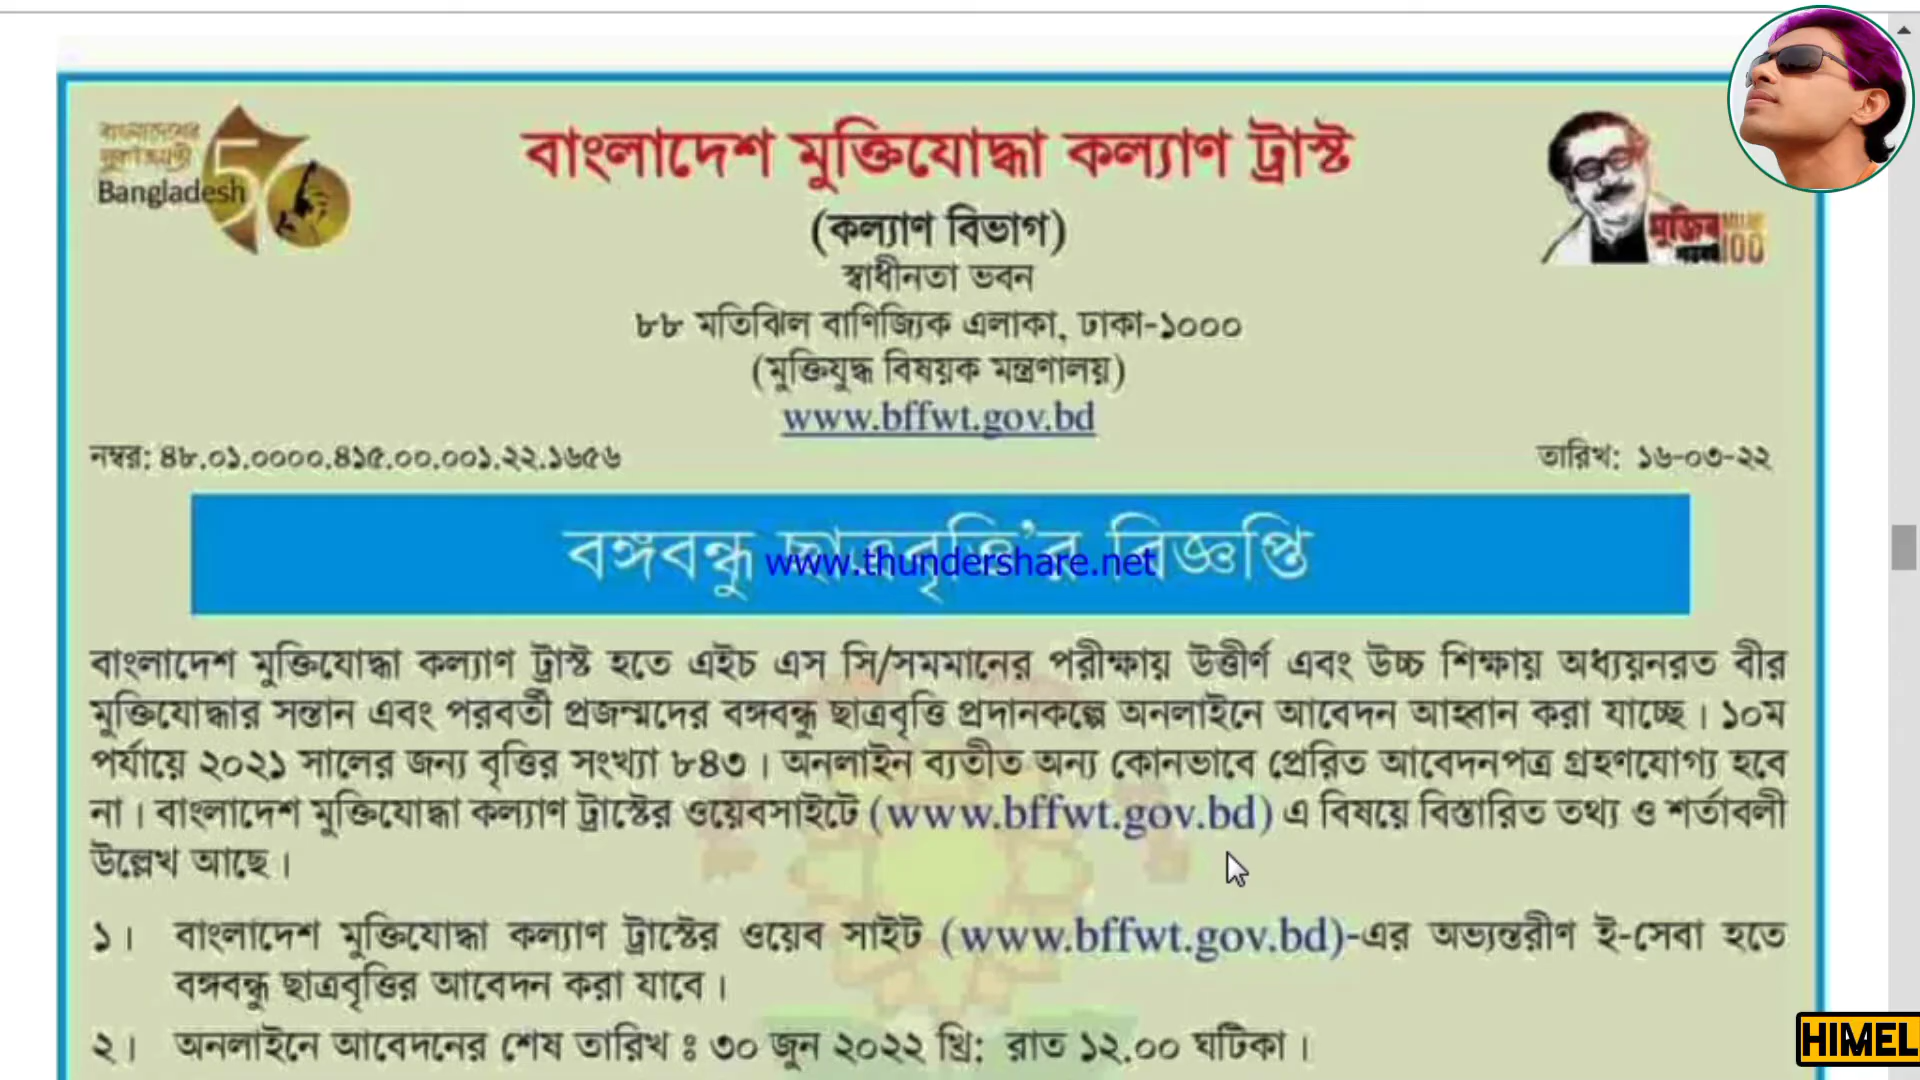 বাংলাদেশের
সুবর্ণজয়ন্তী
Bangladesh
50
বাংলাদেশ মুক্তিযোদ্ধা কল্যাণ ট্রাস্ট
(কল্যাণ বিভাগ)
স্বাধীনতা ভবন
৮৮ মতিঝিল বাণিজ্যিক এলাকা, ঢাকা-১০০০
(মুক্তিযুদ্ধ বিষয়ক মন্ত্রণালয়)
www.bffwt.gov.bd
মুজিব
100
নম্বর: ৪৮.০১.০০০০.৪১৫.০০.০০১.২২.১৬৫৬
তারিখ: ১৬-০৩-২২
বঙ্গবন্ধু ছাত্রবৃত্তি'র বিজ্ঞপ্তি
www.thundershare.net
বাংলাদেশ মুক্তিযোদ্ধা কল্যাণ ট্রাস্ট হতে এইচ এস সি/সমমানের পরীক্ষায় উত্তীর্ণ এবং উচ্চ শিক্ষায় অধ্যয়নরত বীর
মুক্তিযোদ্ধার সন্তান এবং পরবর্তী প্রজন্মদের বঙ্গবন্ধু ছাত্রবৃত্তি প্রদানকল্পে অনলাইনে আবেদন আহ্বান করা যাচ্ছে। ১০ম
পর্যায়ে ২০২১ সালের জন্য বৃত্তির সংখ্যা ৮৪৩। অনলাইন ব্যতীত অন্য কোনভাবে প্রেরিত আবেদনপত্র গ্রহণযোগ্য হবে
না। বাংলাদেশ মুক্তিযোদ্ধা কল্যাণ ট্রাস্টের ওয়েবসাইটে (www.bffwt.gov.bd) এ বিষয়ে বিস্তারিত তথ্য ও শর্তাবলী
উল্লেখ আছে।
১। বাংলাদেশ মুক্তিযোদ্ধা কল্যাণ ট্রাস্টের ওয়েব সাইট (www.bffwt.gov.bd)-এর অভ্যন্তরীণ ই-সেবা হতে
বঙ্গবন্ধু ছাত্রবৃত্তির আবেদন করা যাবে।
২। অনলাইনে আবেদনের শেষ তারিখ ঃ ৩০ জুন ২০২২ খ্রি: রাত ১২.০০ ঘটিকা।
HIMEL